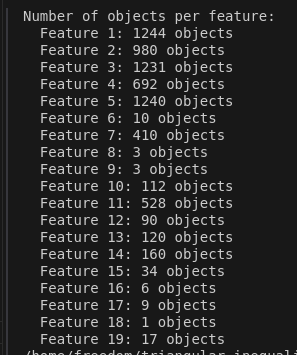 Number of objects per feature:
Feature 1: 1244 objects
Feature 2: 980 objects
Feature 3: 1231 objects
Feature 4: 692 objects
Feature 5: 1240 objects
Feature 6: 10 objects
Feature 7: 410 objects
Feature 8: 3 objects
Feature 9: 3 objects
Feature 10: 112 objects
Feature 11: 528 objects
Feature 12: 90 objects
Feature 13: 120 objects
Feature 14: 160 objects
Feature 15: 34 objects
Feature 16: 6 objects
Feature 17: 9 objects
Feature 18: 1 objects
Feature 19: 17 objects
/home/freedom/triangular-inequali